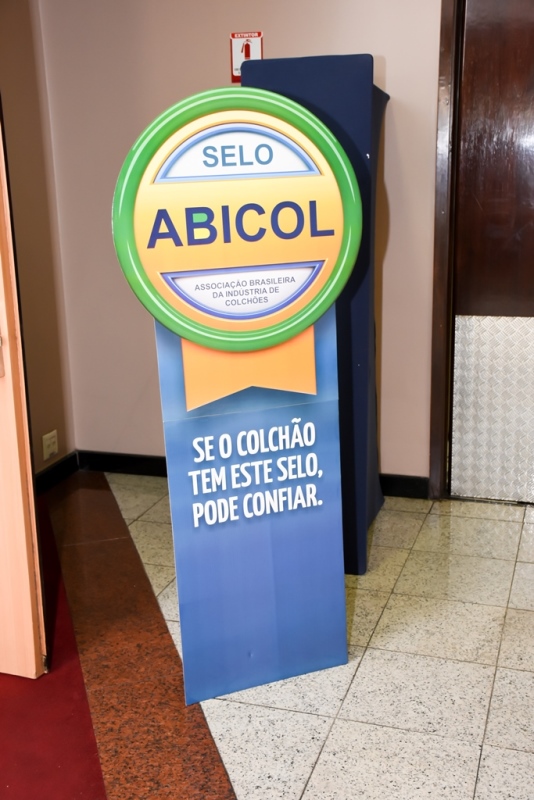 EXTINTOR
SELO
ABICOL
ASSOCIAÇÃO BRASILEIRA
DA INDÚSTRIA DE
COLCHÕES
SE O COLCHÃO
TEM ESTE SELO,
PODE CONFIAR.